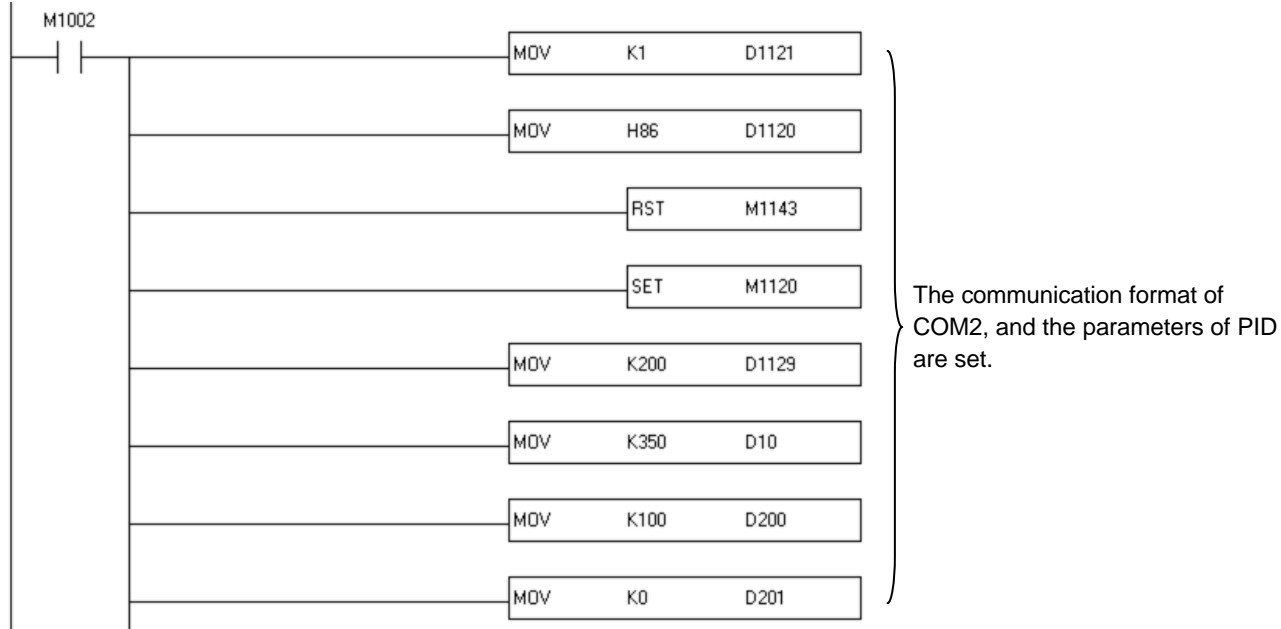 M1002
MOV K1 D1121
MOV H86 D1120
RST M1143
SET M1120
The communication format of
COM2, and the parameters of PID
are set.
MOV K200 D1129
MOV K350 D10
MOV K100 D200
MOV K0 D201